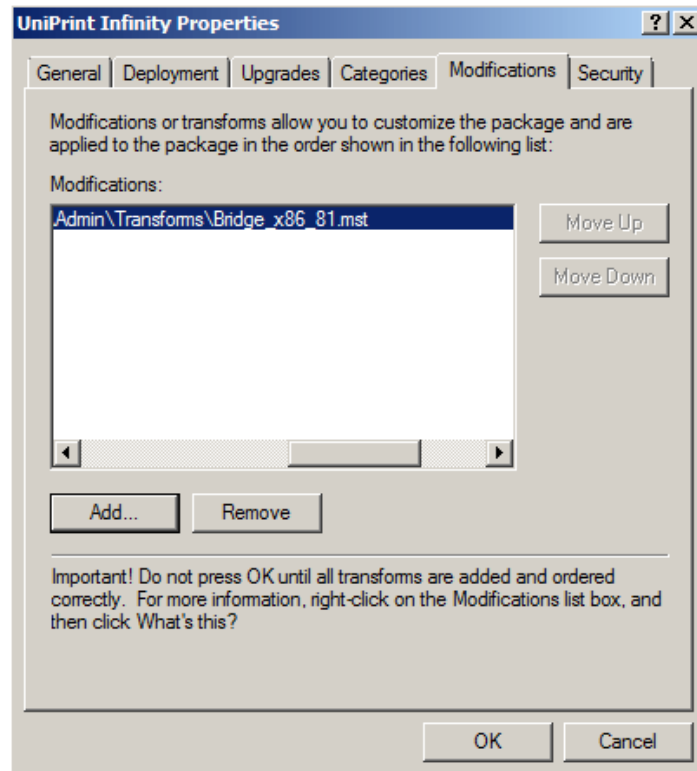 UniPrint Infinity Properties
General Deployment Upgrades Categories Modifications Security
Modifications or transforms allow you to customize the package and are
applied to the package in the order shown in the following list:
Modifications:
Admin\Transforms\Bridge_x86_81.mst
Move Up
Move Down
Add...
Remove
Important! Do not press OK until all transforms are added and ordered
correctly. For more information, right-click on the Modifications list box, and
then click What's this?
OK
Cancel